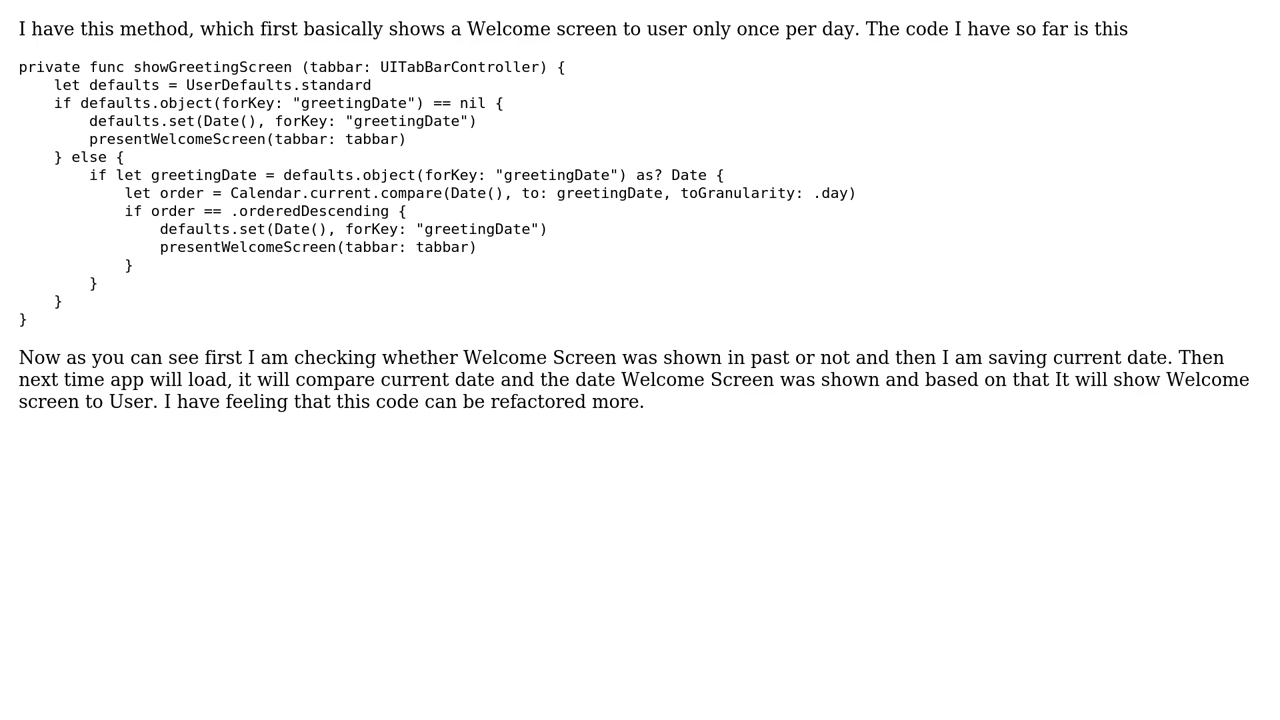 I have this method, which first basically shows a Welcome screen to user only once per day. The code I have so far is this
private func showGreetingScreen (tabbar: UITabBarController) {
    let defaults = UserDefaults.standard
    if defaults.object(forKey: "greetingDate") == nil {
        defaults.set(Date(), forKey: "greetingDate")
        presentWelcomeScreen(tabbar: tabbar)
    } else {
        if let greetingDate = defaults.object(forKey: "greetingDate") as? Date {
            let order = Calendar.current.compare(Date(), to: greetingDate, toGranularity: .day)
            if order == .orderedDescending {
                defaults.set(Date(), forKey: "greetingDate")
                presentWelcomeScreen(tabbar: tabbar)
            }
        }
    }
}
Now as you can see first I am checking whether Welcome Screen was shown in past or not and then I am saving current date. Then
next time app will load, it will compare current date and the date Welcome Screen was shown and based on that It will show Welcome
screen to User. I have feeling that this code can be refactored more.